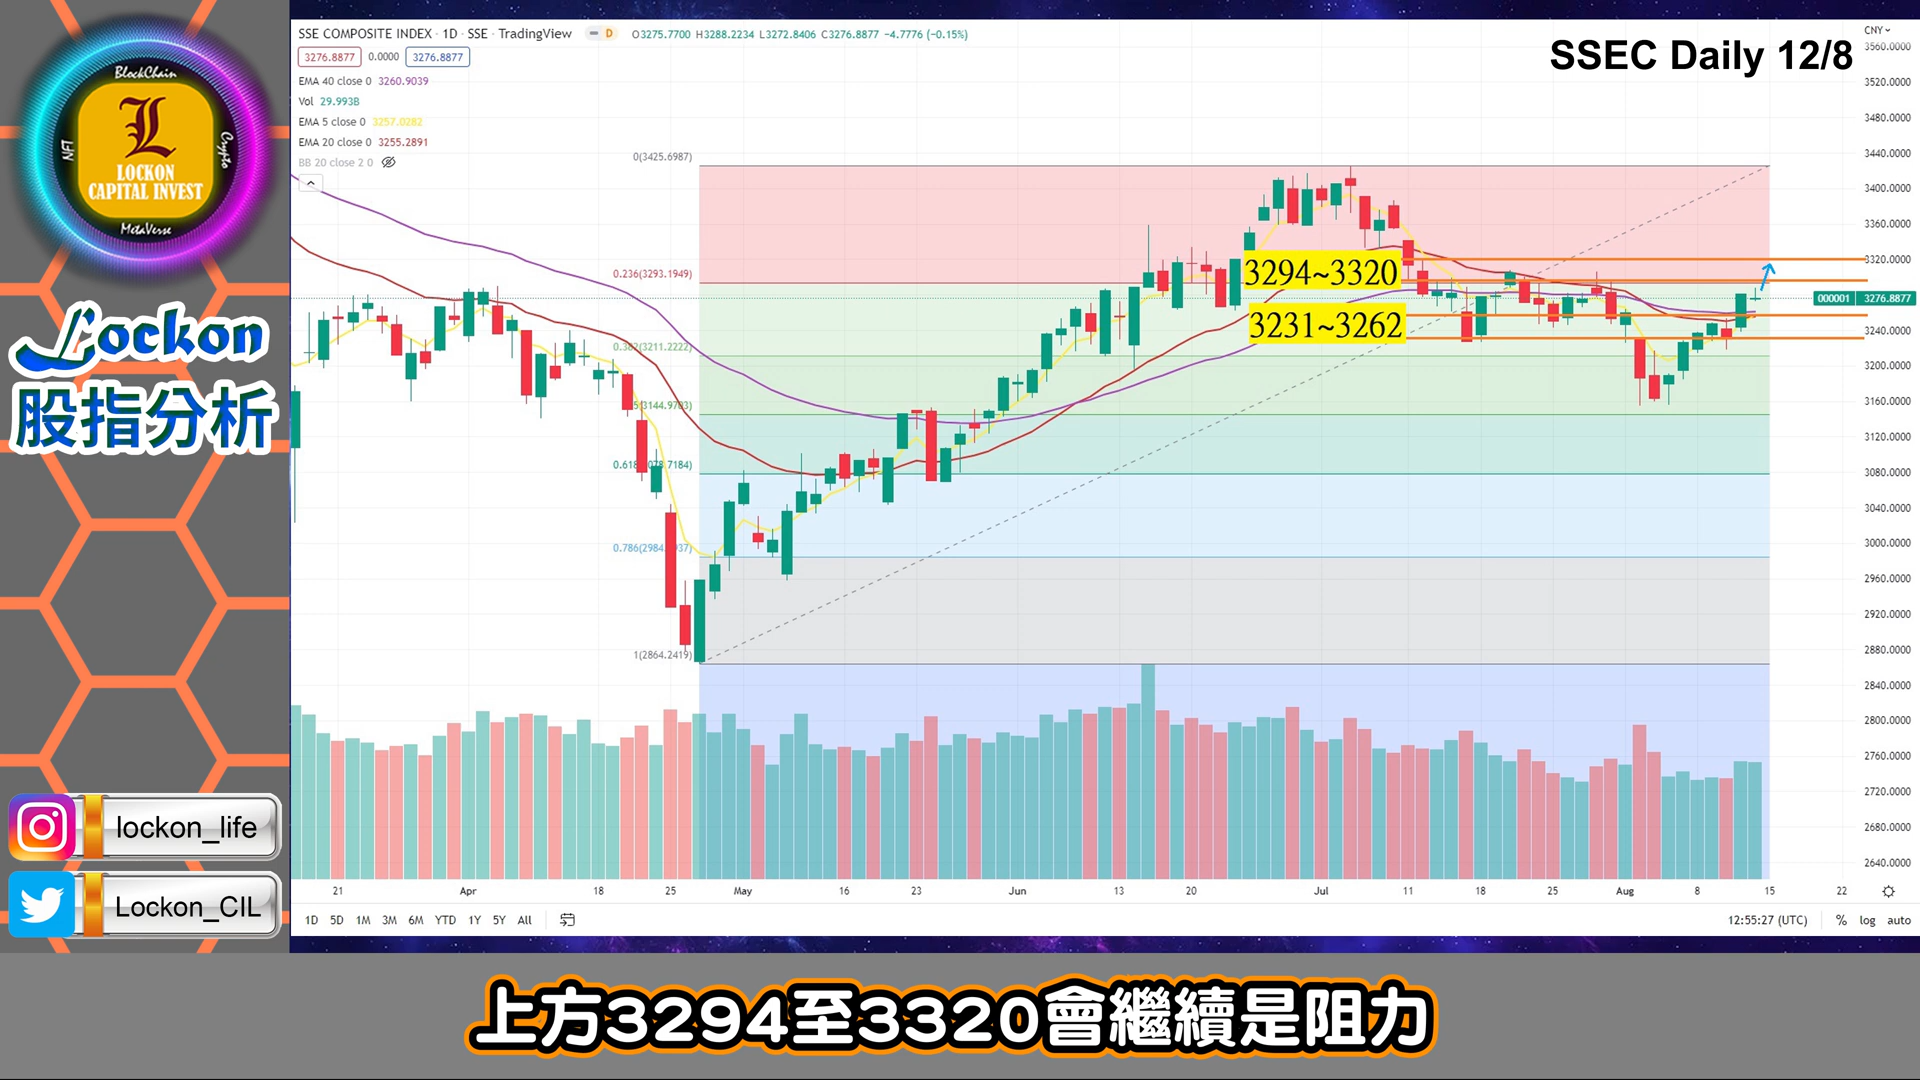 BlockChain
NFT
Crypto
L
LOCKON
CAPITAL INVEST
MetaVerse
Lockon
股指分析
lockon_life
Lockon_CIL
SSE COMPOSITE INDEX · 1D · SSE · TradingView
D
O3275.7700 H3288.2234 L3272.8406 C3276.8877 −4.7776 (−0.15%)
3276.8877 0.0000 3276.8877
EMA 40 close 0 3260.9039
Vol 29.993B
EMA 5 close 0 3257.0282
EMA 20 close 0 3255.2891
BB 20 close 2 0
SSEC Daily 12/8
CNY
3560.0000
3520.0000
3480.0000
3440.0000
3400.0000
3360.0000
3320.0000
000001 3276.8877
3240.0000
3200.0000
3160.0000
3120.0000
3080.0000
3040.0000
3000.0000
2960.0000
2920.0000
2880.0000
2840.0000
2800.0000
2760.0000
2720.0000
2680.0000
2640.0000
0(3425.6987)
0.236(3293.1949)
0.382(3211.2222)
1(2864.2419)
3294~3320
3231~3262
21 Apr 18 25 May 16 23 Jun 13 20 Jul 11 18 25 Aug 8 15 22
1D 5D 1M 3M 6M YTD 1Y 5Y All
12:55:27 (UTC) % log auto
上方3294至3320會繼續是阻力